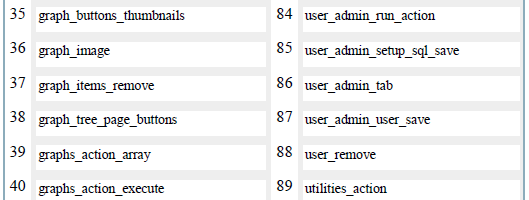 35 graph_buttons_thumbnails 84 user_admin_run_action
36 graph_image 85 user_admin_setup_sql_save
37 graph_items_remove 86 user_admin_tab
38 graph_tree_page_buttons 87 user_admin_user_save
39 graphs_action_array 88 user_remove
40 graphs_action_execute 89 utilities_action